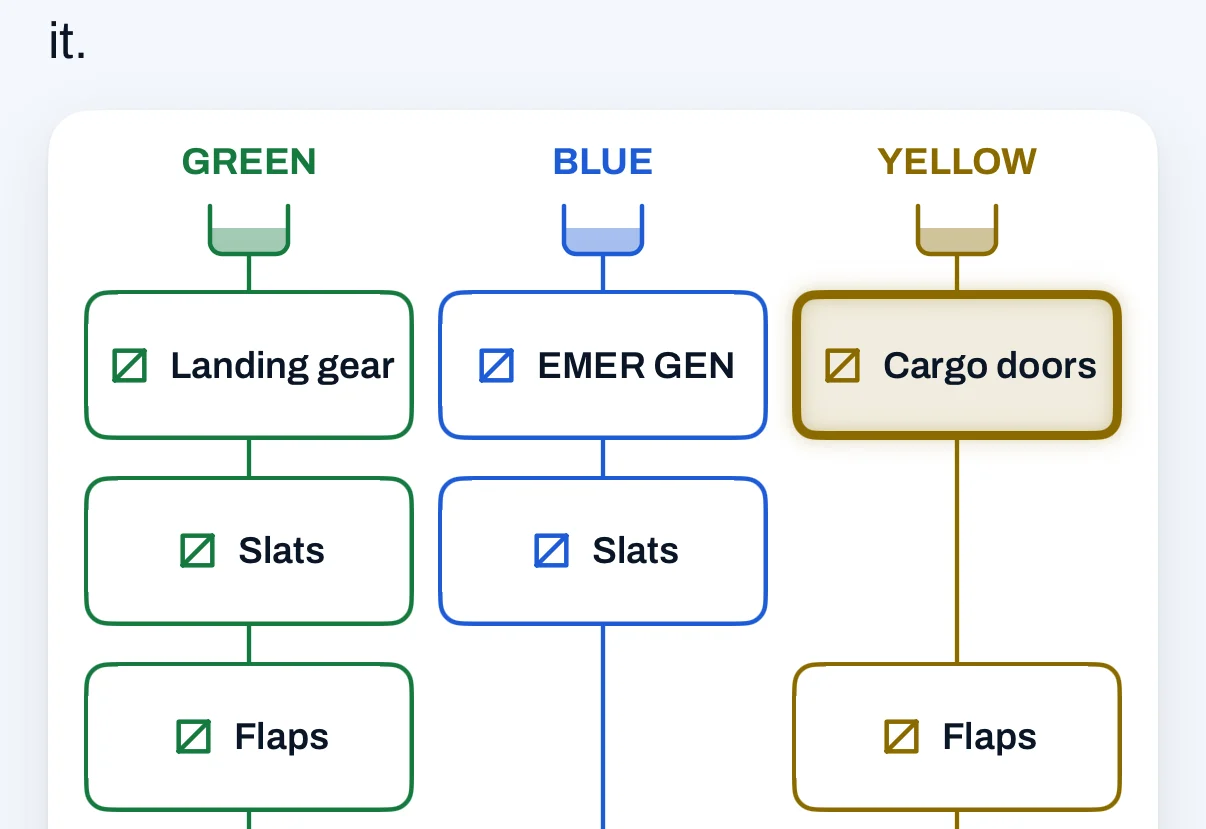 it.
GREEN BLUE YELLOW
Landing gear EMER GEN Cargo doors
Slats Slats
Flaps Flaps